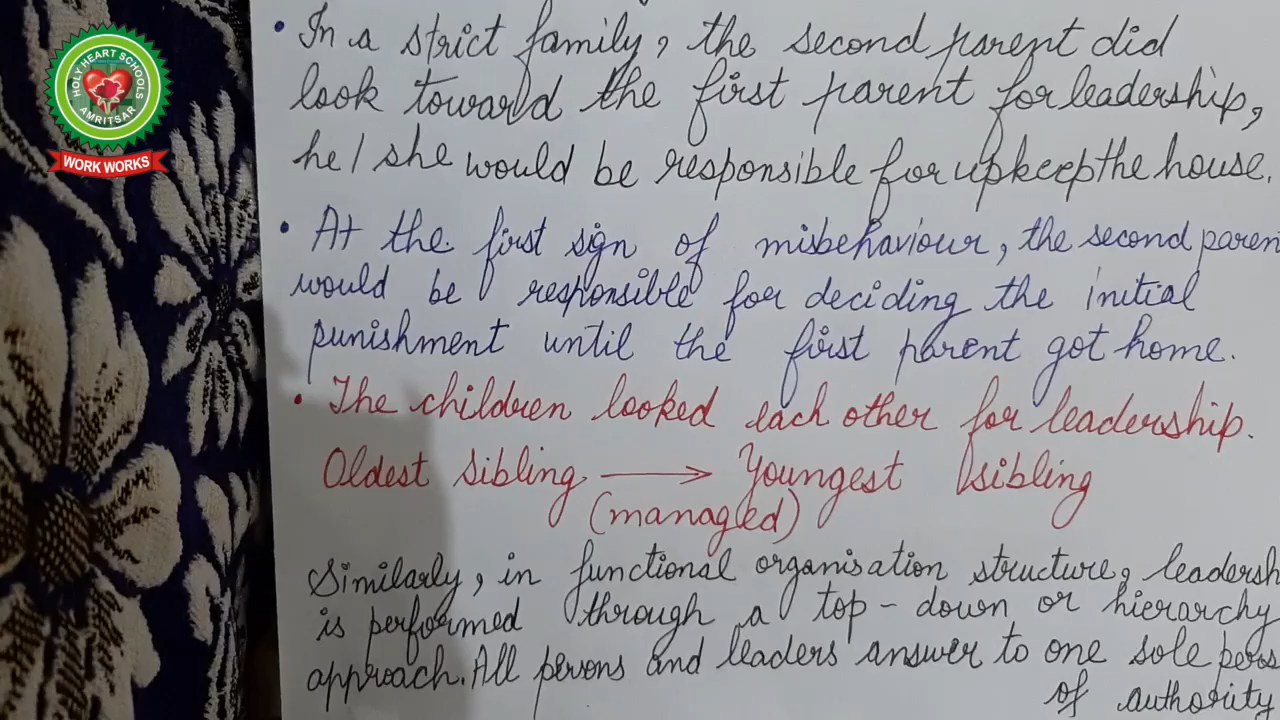 HOLY HEART SCHOOLS
AMRITSAR
WORK WORKS
• In a strict family, the second parent did
look toward the first parent for leadership,
he/she would be responsible for upkeep the house.
• At the first sign of misbehaviour, the second paren
would be responsible for deciding the initial
punishment until the first parent got home.
• The children looked each other for leadership.
Oldest sibling → Youngest sibling
(managed)
Similarly, in functional organisation structure, leadersh
is performed through a top-down or hierarchy
approach. All persons and leaders answer to one sole pers
of authority